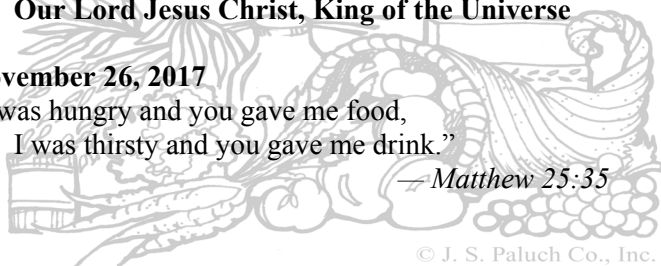 Our Lord Jesus Christ, King of the Universe
vember 26, 2017
was hungry and you gave me food,
I was thirsty and you gave me drink.”
— Matthew 25:35
© J. S. Paluch Co., Inc.